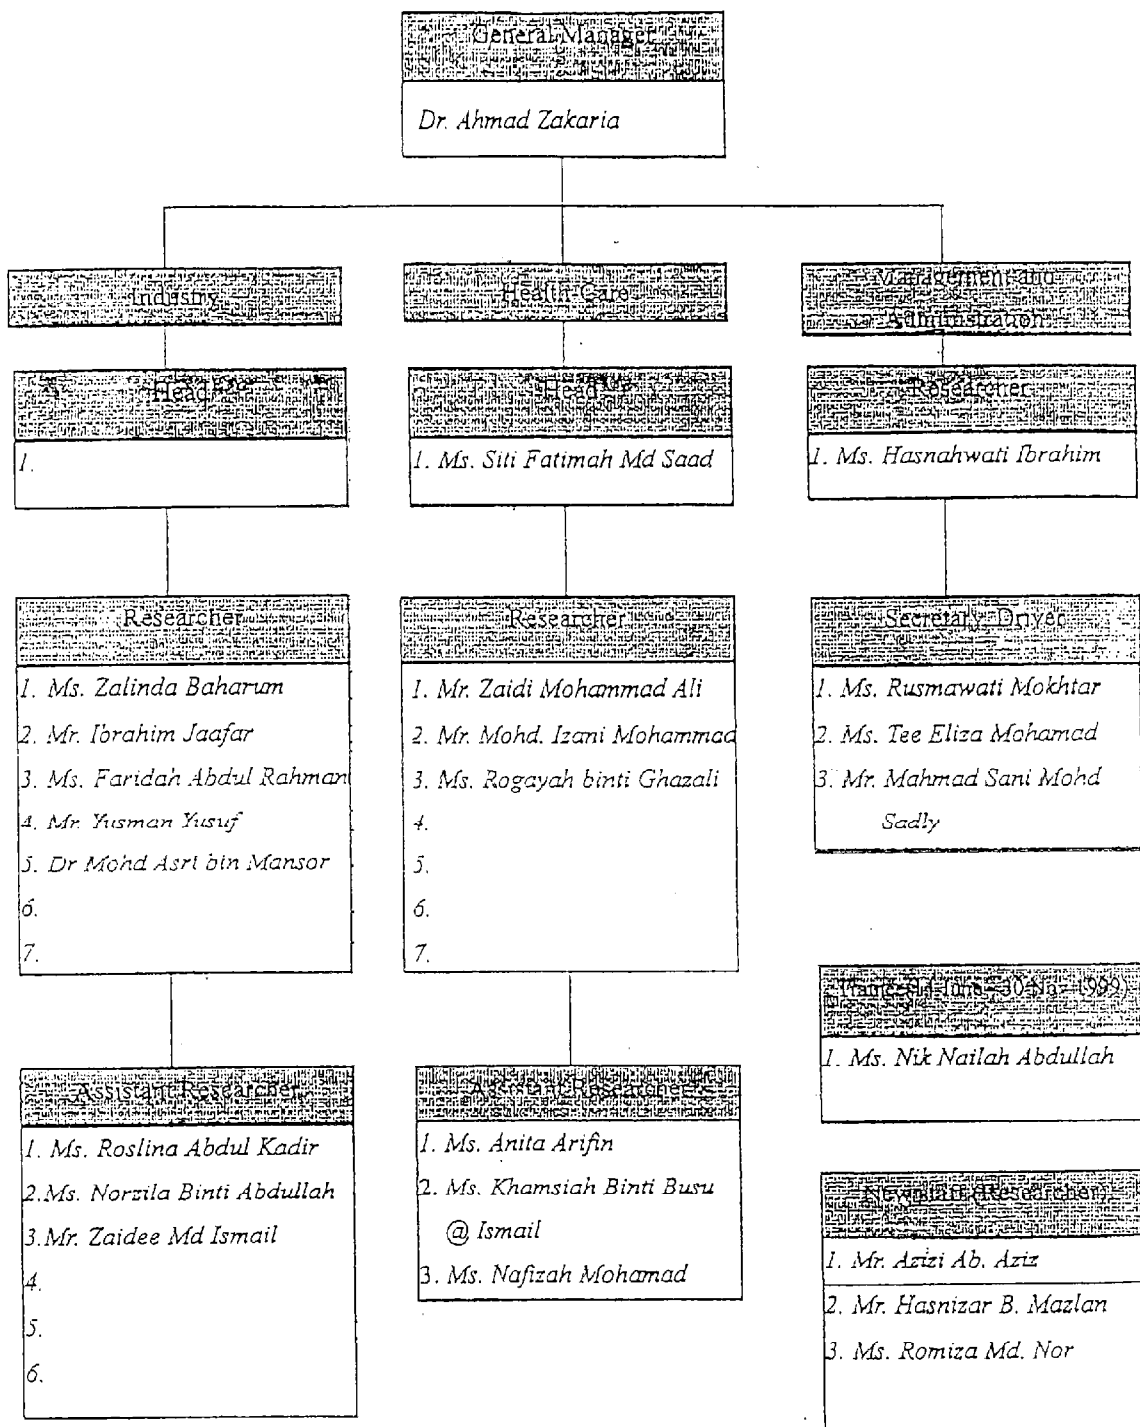 General Manager
Dr. Ahmad Zakaria
Industry
Head
1.
Researcher
1. Ms. Zalinda Baharum
2. Mr. Ibrahim Jaafar
3. Ms. Faridah Abdul Rahman
4. Mr. Yusman Yusuf
5. Dr Mohd Asri bin Mansor
6.
7.
Assistant Researcher
1. Ms. Roslina Abdul Kadir
2.Ms. Norzila Binti Abdullah
3.Mr. Zaidee Md Ismail
4.
5.
6.
Health Care
Head
1. Ms. Siti Fatimah Md Saad
Researcher
1. Mr. Zaidi Mohammad Ali
2. Mr. Mohd. Izani Mohammad
3. Ms. Rogayah binti Ghazali
4.
5.
6.
7.
Assistant Researcher
1. Ms. Anita Arifin
2. Ms. Khamsiah Binti Busu
@ Ismail
3. Ms. Nafizah Mohamad
Management and
Administration
Researcher
1. Ms. Hasnahwati Ibrahim
Secretary, Driver
1. Ms. Rusmawati Mokhtar
2. Ms. Tee Eliza Mohamad
3. Mr. Mahmad Sani Mohd
Sadly
30 Nov 1999)
1. Ms. Nik Nailah Abdullah
New staff (Researcher)
1. Mr. Azizi Ab. Aziz
2. Mr. Hasnizar B. Mazlan
3. Ms. Romiza Md. Nor